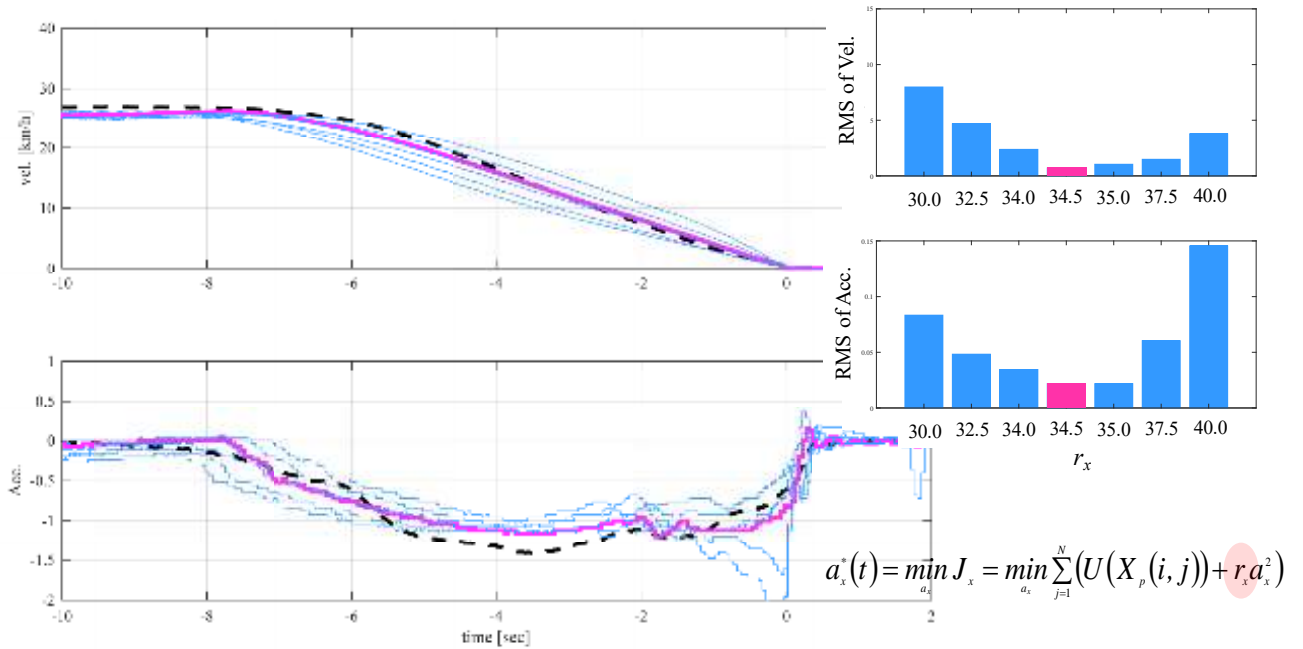 40
30
20
10
0
vel. [km/h]
-10 -8 -6 -4 -2 0
1
0.5
0
-0.5
-1
-1.5
-2
Acc.
-10 -8 -6 -4 -2 0 2
time [sec]
15
10
5
0
RMS of Vel.
30.0 32.5 34.0 34.5 35.0 37.5 40.0
0.15
0.1
0.05
0
RMS of Acc.
30.0 32.5 34.0 34.5 35.0 37.5 40.0
r_x
a_x^*(t) = min_{a_x} J_x = min_{a_x} ∑_{j=1}^{N} (U(X_p(i, j)) + r_x a_x^2)